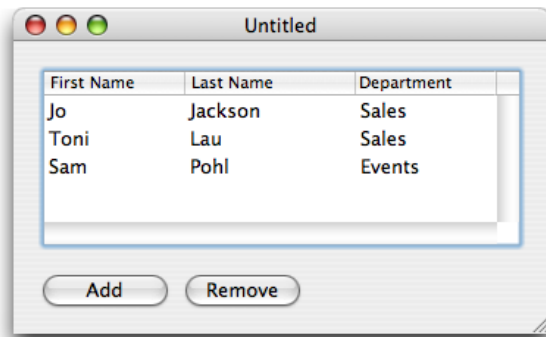 Untitled
First Name Last Name Department
Jo Jackson Sales
Toni Lau Sales
Sam Pohl Events
Add Remove